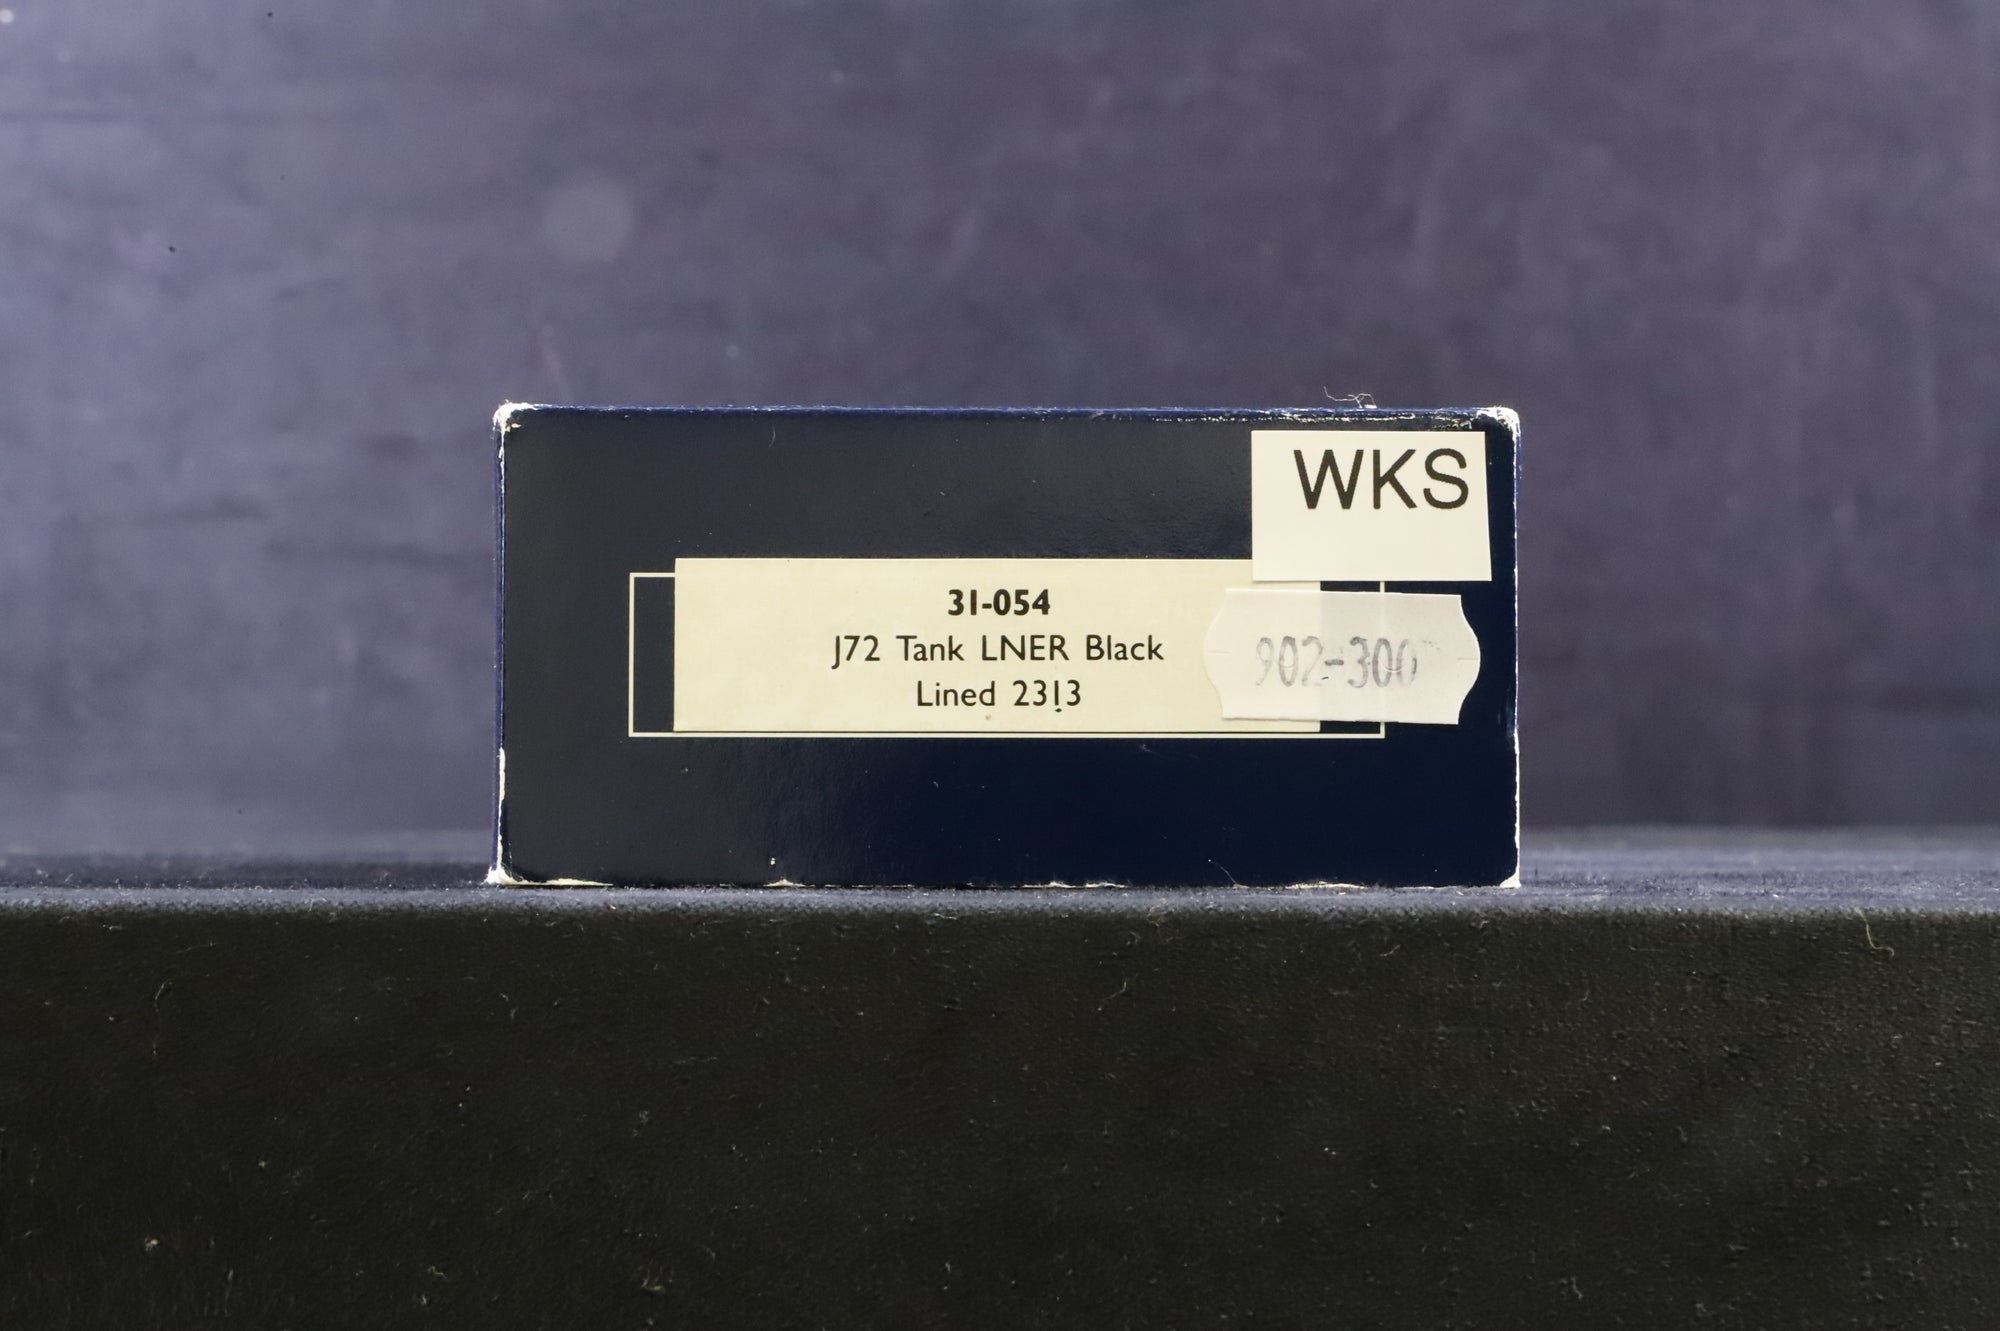 WKS
31-054
J72 Tank LNER Black
Lined 2313
902-300